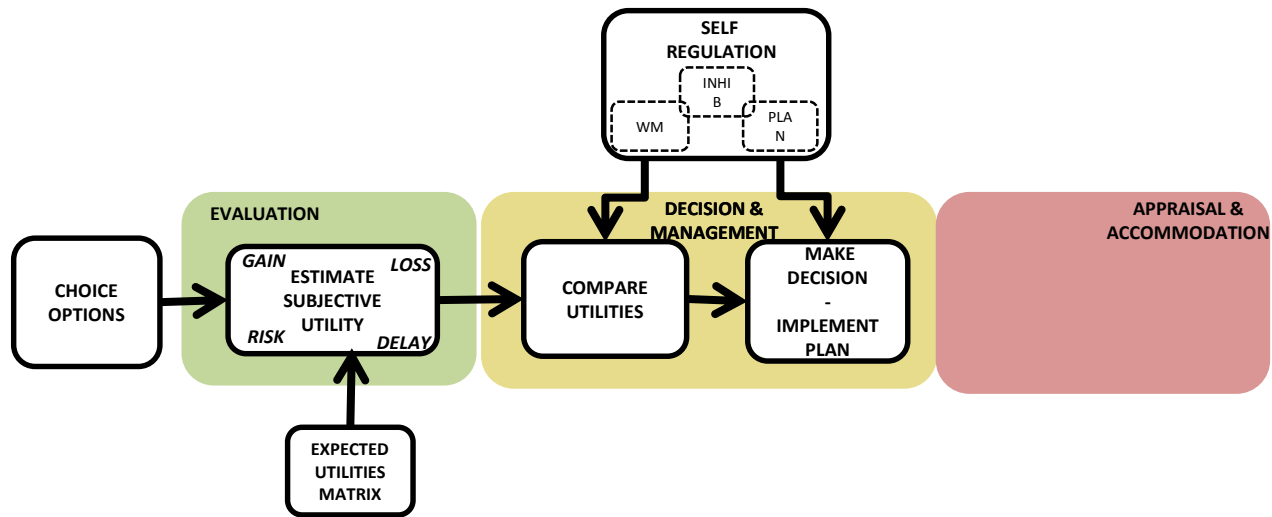 SELF
REGULATION
INHI
B
WM
PLA
N
EVALUATION
DECISION &
MANAGEMENT
APPRAISAL &
ACCOMMODATION
CHOICE
OPTIONS
GAIN
LOSS
ESTIMATE
SUBJECTIVE
UTILITY
RISK
DELAY
COMPARE
UTILITIES
MAKE
DECISION
-
IMPLEMENT
PLAN
EXPECTED
UTILITIES
MATRIX